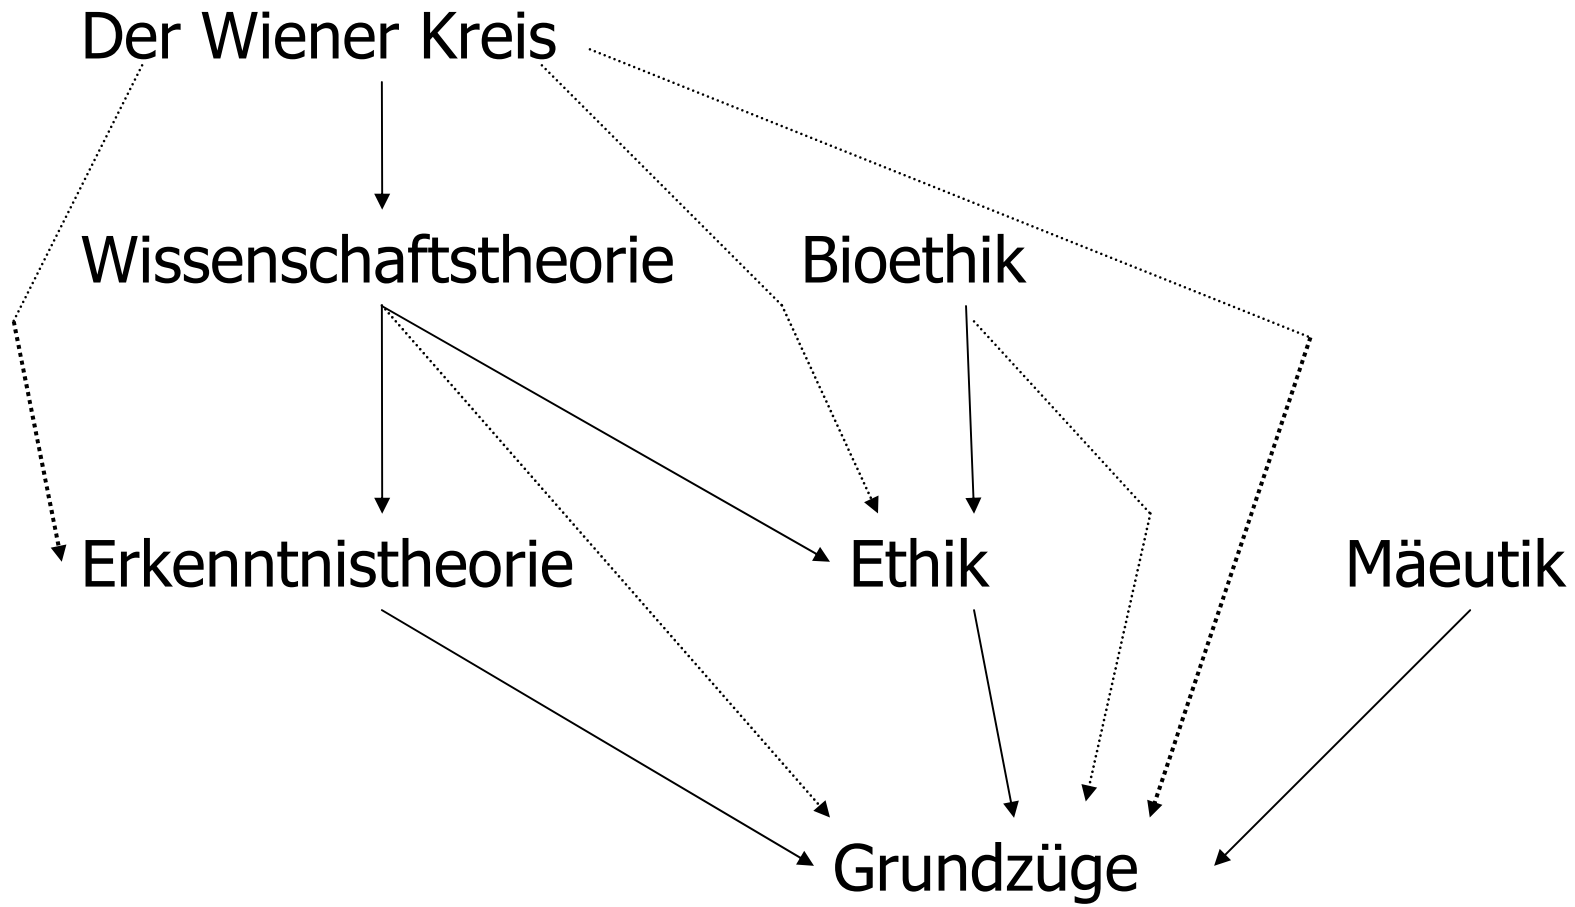 Der Wiener Kreis
Wissenschaftstheorie
Bioethik
Erkenntnistheorie
Ethik
Mäeutik
Grundzüge